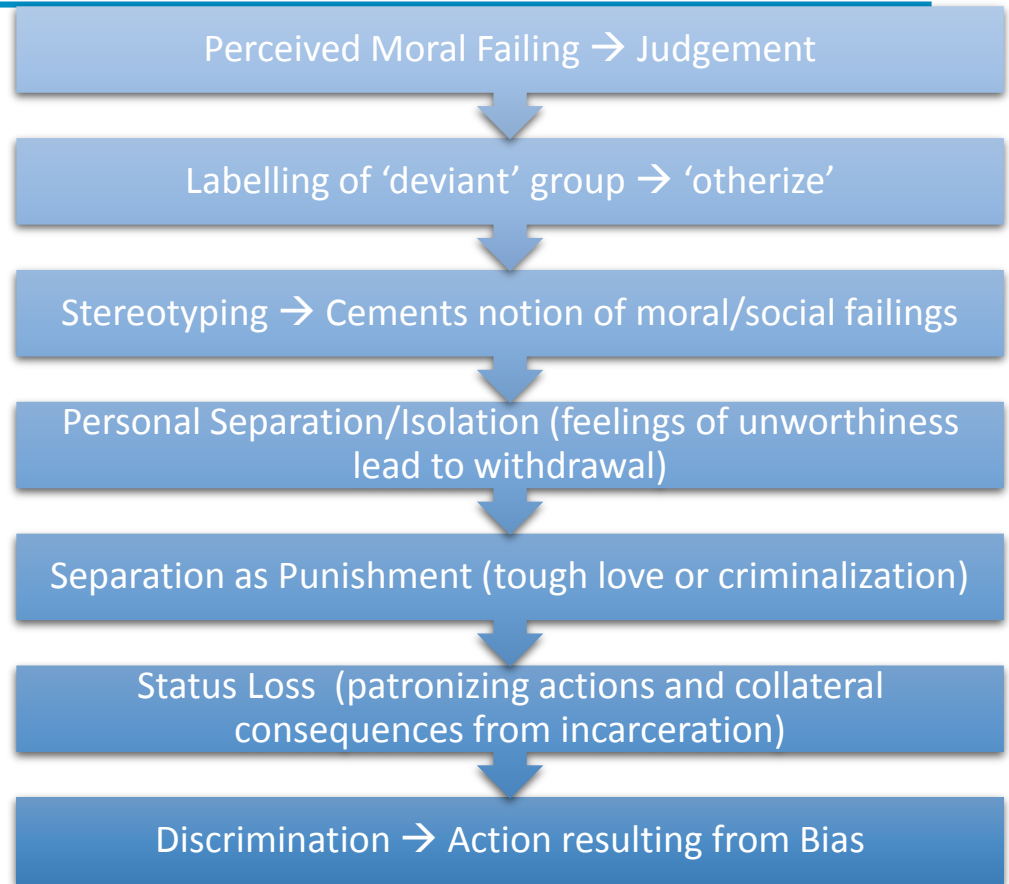 Perceived Moral Failing → Judgement
Labelling of ‘deviant’ group → ‘otherize’
Stereotyping → Cements notion of moral/social failings
Personal Separation/Isolation (feelings of unworthiness
lead to withdrawal)
Separation as Punishment (tough love or criminalization)
Status Loss  (patronizing actions and collateral
consequences from incarceration)
Discrimination → Action resulting from Bias